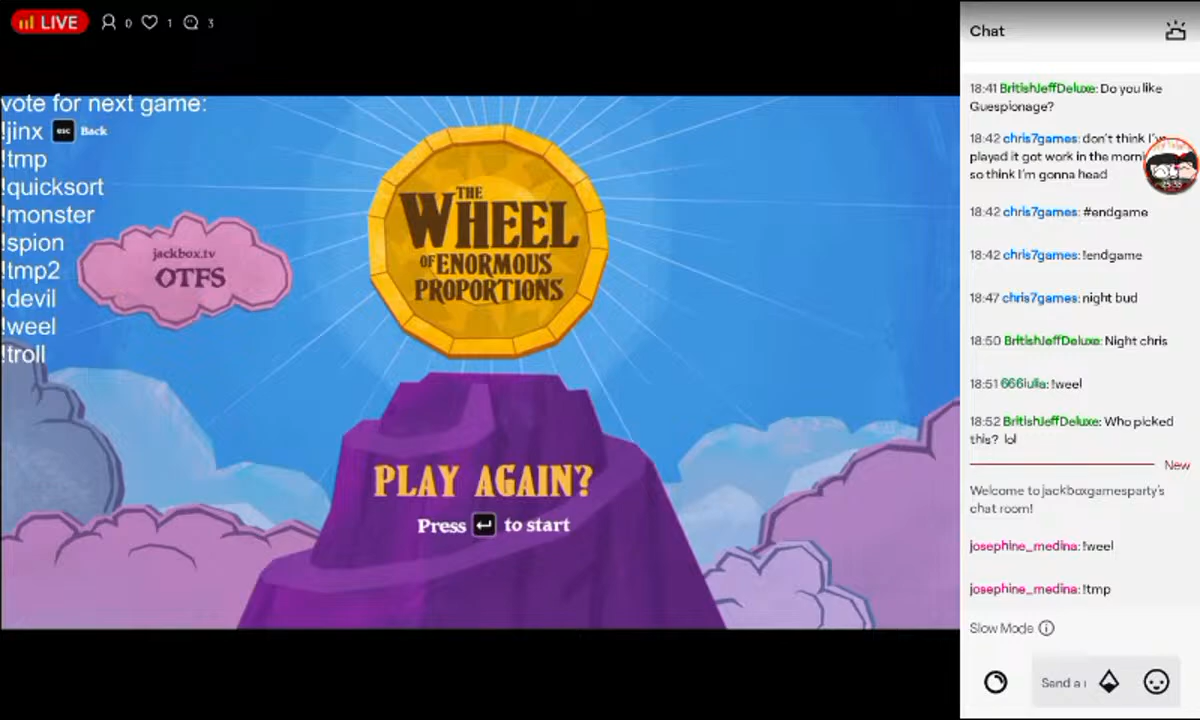 LIVE 0 1 3
vote for next game:
!jinx esc Back
!tmp
!quicksort
!monster
!spion
!tmp2
!devil
!weel
!troll
jackbox.tv
OTFS
THE
WHEEL
OF ENORMOUS
PROPORTIONS
PLAY AGAIN?
Press ↵ to start
Chat
18:41 BritishJeffDeluxe: Do you like
Guesplonage?
18:42 chris7games: don't think I've
played it got work in the morni
so think I'm gonna head
18:42 chris7games: #endgame
18:42 chris7games: !endgame
18:47 chris7games: night bud
18:50 BritishJeffDeluxe: Night chris
18:51 666iulia: !weel
18:52 BritishJeffDeluxe: Who picked
this? lol
New
Welcome to jackboxgamesparty's
chat room!
josephine_medina: !weel
josephine_medina: !tmp
Slow Mode
Send a